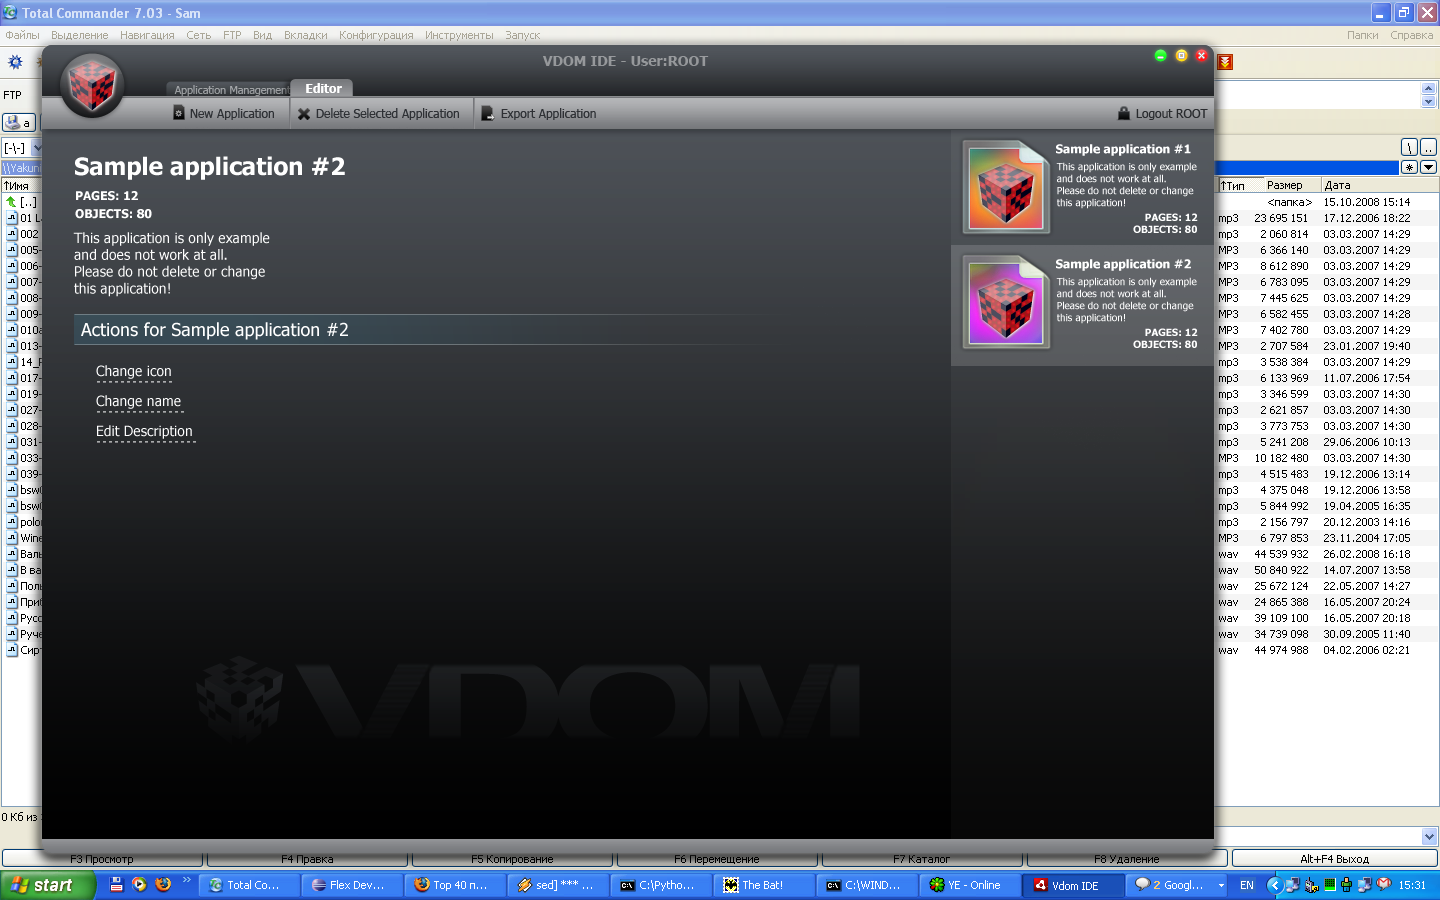 Total Commander 7.03 - Sam
Файлы Выделение Навигация Сеть FTP Вид Вкладки Конфигурация Инструменты Запуск Папки Справка
VDOM IDE - User:ROOT
Application Management Editor
New Application Delete Selected Application Export Application Logout ROOT
FTP
a
[-\-]
\ ..
* 
Sample application #2
PAGES: 12
OBJECTS: 80
This application is only example
and does not work at all.
Please do not delete or change
this application!
Actions for Sample application #2
Change icon
Change name
Edit Description
VDOM
Sample application #1
This application is only example
and does not work at all.
Please do not delete or change
this application!
PAGES: 12
OBJECTS: 80
Sample application #2
This application is only example
and does not work at all.
Please do not delete or change
this application!
PAGES: 12
OBJECTS: 80
↑Имя
[..]
002
005-
006-
007-
008-
009-
010a
013-
017-
019-
027-
028-
031-
033-
039-
↑Тип Размер Дата
<папка> 15.10.2008 15:14
mp3 23 695 151 17.12.2006 18:22
mp3 2 060 814 03.03.2007 14:29
MP3 6 366 140 03.03.2007 14:29
MP3 8 612 890 03.03.2007 14:29
MP3 6 783 095 03.03.2007 14:29
MP3 7 445 625 03.03.2007 14:29
MP3 6 582 455 03.03.2007 14:28
MP3 7 402 780 03.03.2007 14:29
MP3 2 707 584 23.01.2007 19:40
mp3 3 538 384 03.03.2007 14:29
mp3 6 133 969 11.07.2006 17:54
mp3 3 346 599 03.03.2007 14:30
mp3 2 621 857 03.03.2007 14:30
mp3 3 773 753 03.03.2007 14:30
mp3 5 241 208 29.06.2006 10:13
MP3 10 182 480 03.03.2007 14:30
mp3 4 515 483 19.12.2006 13:14
mp3 4 375 048 19.12.2006 13:58
mp3 5 844 992 19.04.2005 16:35
mp3 2 156 797 20.12.2003 14:16
MP3 6 797 853 23.11.2004 17:05
wav 44 539 932 26.02.2008 16:18
wav 50 840 922 14.07.2007 13:58
wav 25 672 124 22.05.2007 14:27
wav 24 865 388 16.05.2007 20:24
wav 39 109 100 16.05.2007 20:18
wav 34 739 098 30.09.2005 11:40
wav 44 974 988 04.02.2006 02:21
0 Кб из
F3 Просмотр F4 Правка F5 Копирование F6 Перемещение F7 Каталог F8 Удаление Alt+F4 Выход
start Total Co... Flex Dev... Top 40 п... sed] *** ... C:\Pytho... The Bat! C:\WIND... YE - Online Vdom IDE 2 Googl... EN 15:31